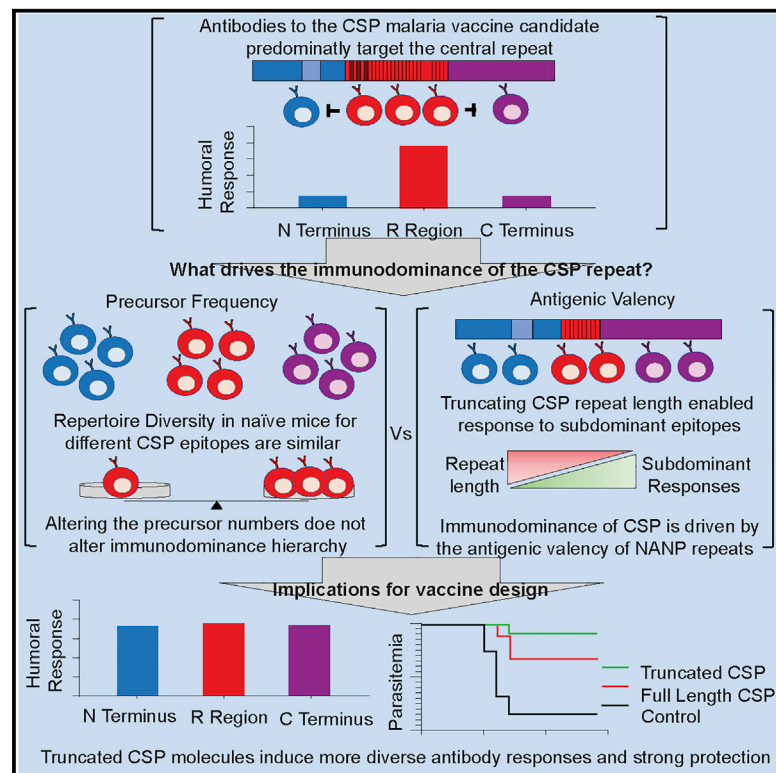 Antibodies to the CSP malaria vaccine candidate
predominatly target the central repeat
Humoral
Response
N Terminus R Region C Terminus
What drives the immunodominance of the CSP repeat?
Precursor Frequency
Repertoire Diversity in naïve mice for
different CSP epitopes are similar
Altering the precursor numbers doe not
alter immunodominance hierarchy
Vs
Antigenic Valency
Truncating CSP repeat length enabled
response to subdominant epitopes
Repeat
length
Subdominant
Responses
Immunodominance of CSP is driven by
the antigenic valency of NANP repeats
Implications for vaccine design
Humoral
Response
N Terminus R Region C Terminus
Parasitemia
Truncated CSP
Full Length CSP
Control
Truncated CSP molecules induce more diverse antibody responses and strong protection